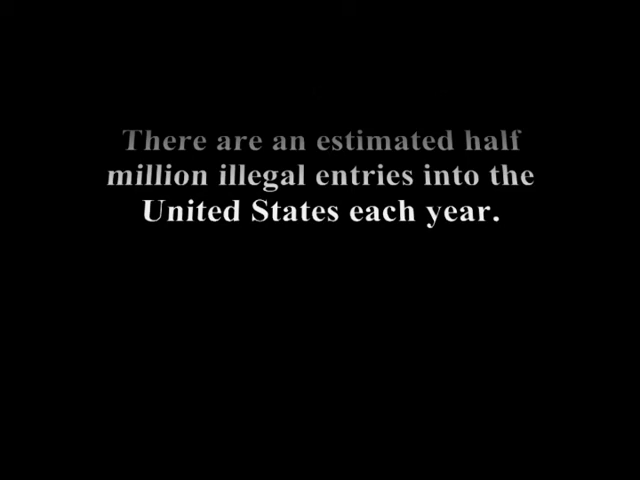 There are an estimated half
million illegal entries into the
United States each year.